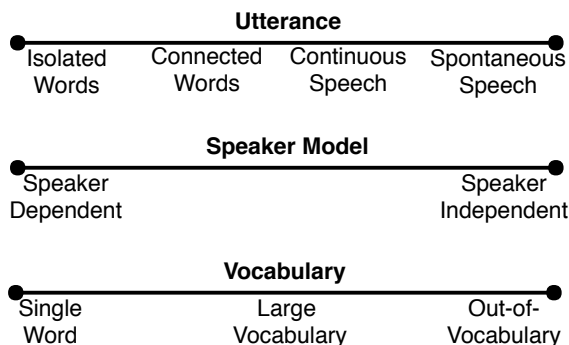 Utterance
Isolated Connected Continuous Spontaneous
Words Words Speech Speech
Speaker Model
Speaker Speaker
Dependent Independent
Vocabulary
Single Large Out-of-
Word Vocabulary Vocabulary